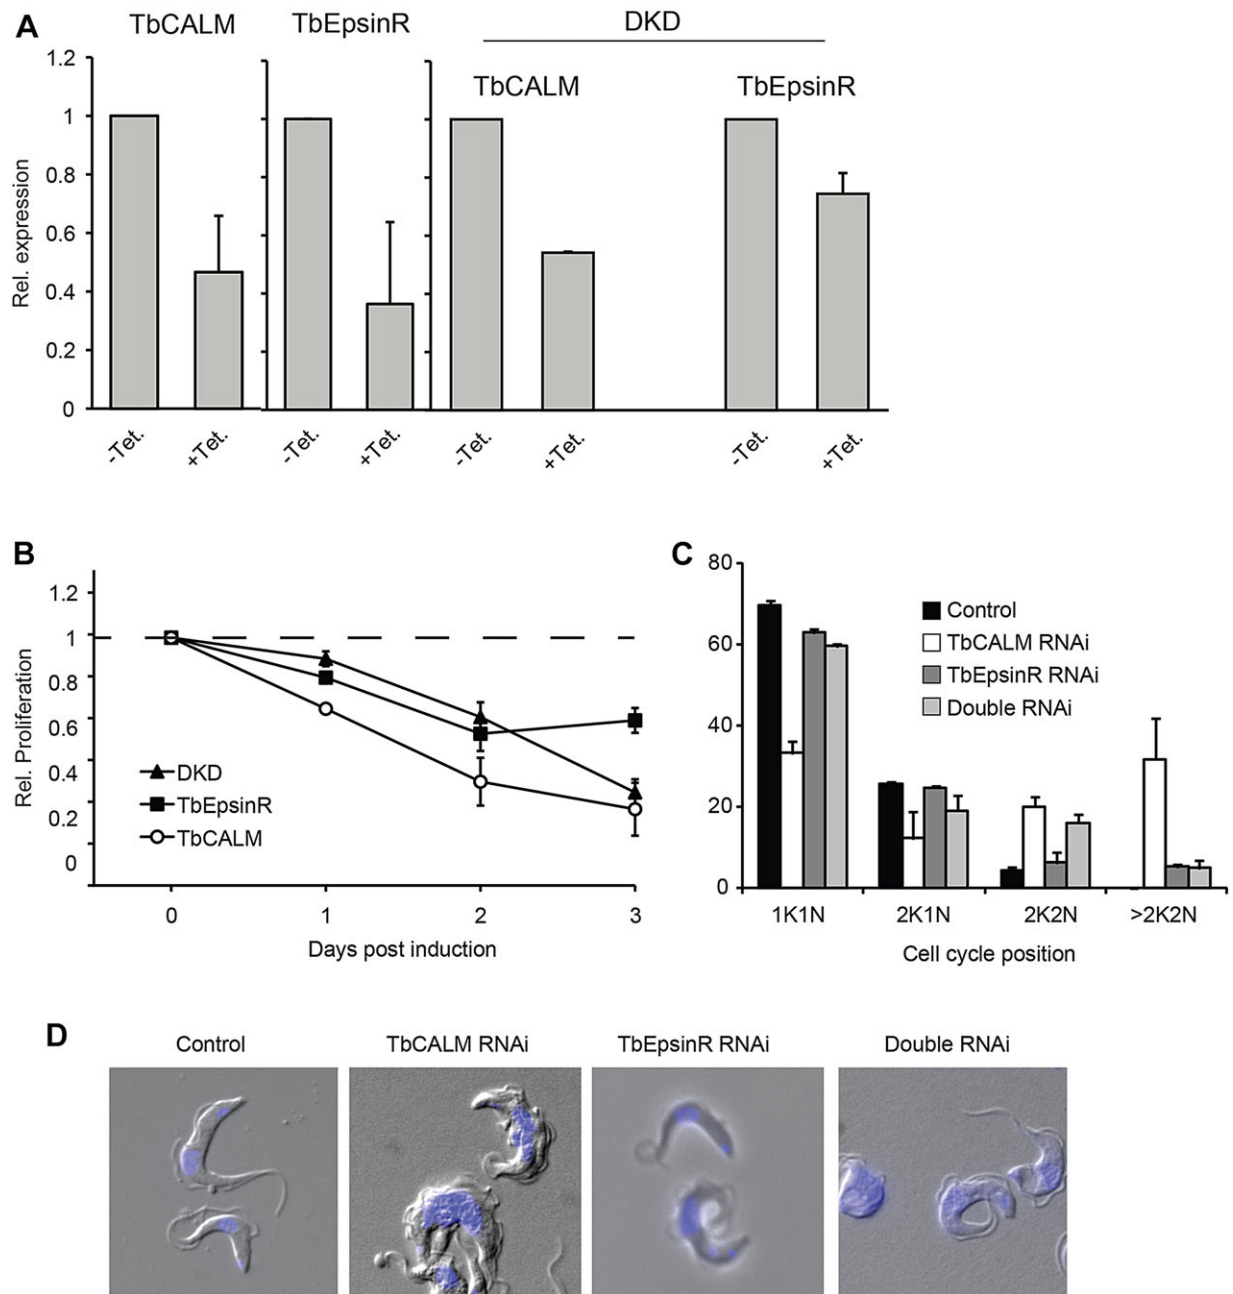 A
TbCALM
TbEpsinR
DKD
TbCALM
TbEpsinR
Rel. expression
1.2
1
0.8
0.6
0.4
0.2
0
-Tet.
+Tet.
-Tet.
+Tet.
-Tet.
+Tet.
-Tet.
+Tet.
B
Rel. Proliferation
1.2
1
0.8
0.6
0.4
0.2
0
DKD
TbEpsinR
TbCALM
0 1 2 3
Days post induction
C
80
60
40
20
0
Control
TbCALM RNAi
TbEpsinR RNAi
Double RNAi
1K1N 2K1N 2K2N >2K2N
Cell cycle position
D
Control
TbCALM RNAi
TbEpsinR RNAi
Double RNAi